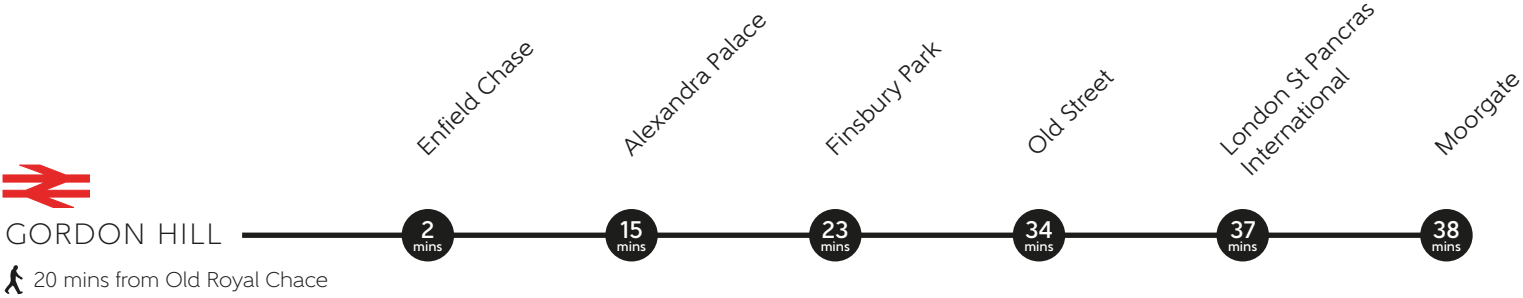 Enfield Chase
Alexandra Palace
Finsbury Park
Old Street
London St Pancras
International
Moorgate
GORDON HILL
2
mins
15
mins
23
mins
34
mins
37
mins
38
mins
20 mins from Old Royal Chace